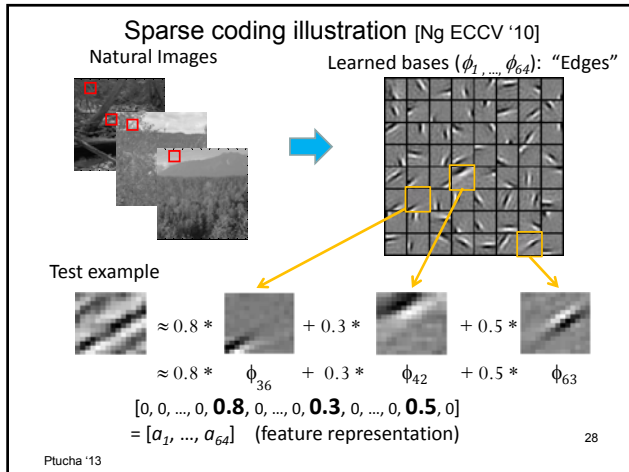 Sparse coding illustration [Ng ECCV '10]
Natural Images
Learned bases (ϕ1 , ..., ϕ64): "Edges"
Test example
≈ 0.8 * + 0.3 * + 0.5 *
≈ 0.8 * ϕ36 + 0.3 * ϕ42 + 0.5 * ϕ63
[0, 0, ..., 0, 0.8, 0, ..., 0, 0.3, 0, ..., 0, 0.5, 0]
= [a1, ..., a64] (feature representation)
28
Ptucha '13